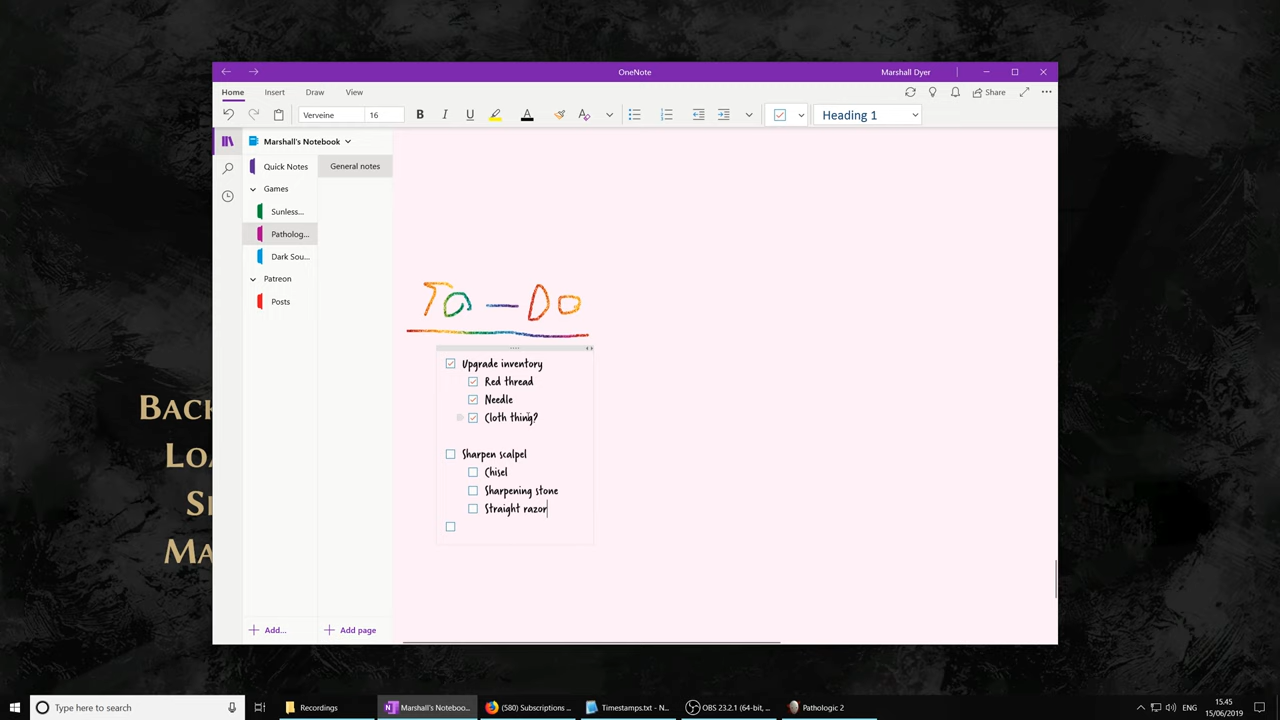 OneNote
Marshall Dyer
Home
Insert
Draw
View
Share
Verveine
16
B
I
U
A
Heading 1
Marshall's Notebook
Quick Notes
General notes
Games
Sunless...
Patholog...
Dark Sou...
Patreon
Posts
To-Do
Upgrade inventory
Red thread
Needle
Cloth thing?
Sharpen scalpel
Chisel
Sharpening stone
Straight razor
Add...
Add page
Type here to search
Recordings
Marshall's Noteboo...
(580) Subscriptions ...
Timestamps.txt - N...
OBS 23.2.1 (64-bit, ...
Pathologic 2
ENG
15.45
15/06/2019